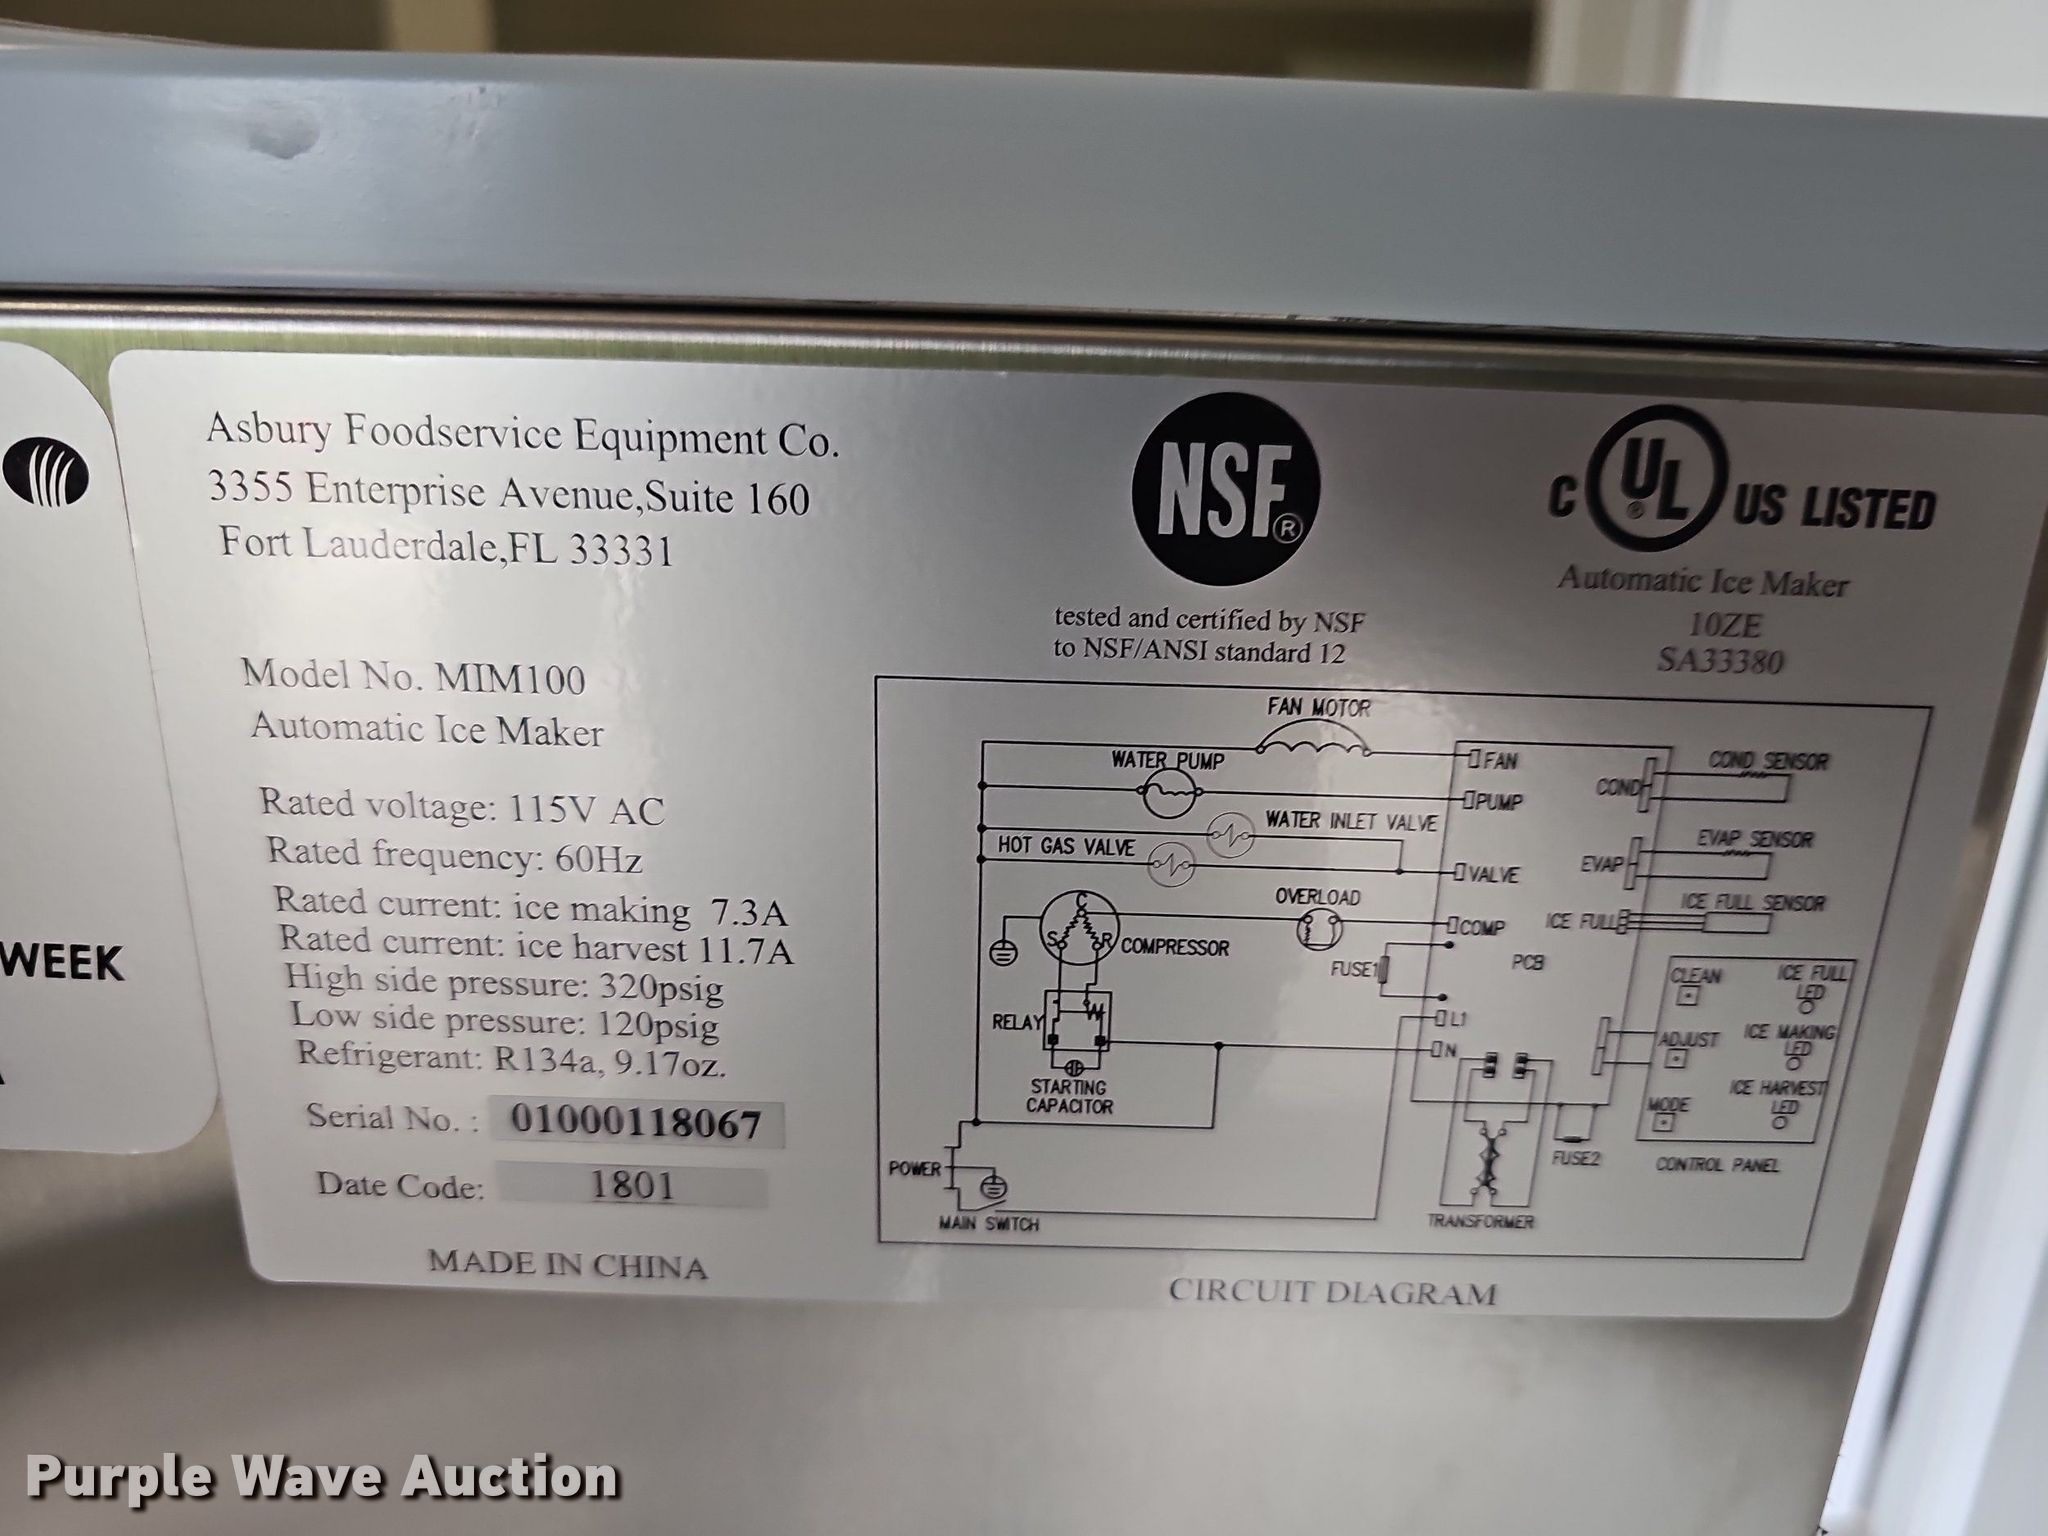 WEEK
Asbury Foodservice Equipment Co.
3355 Enterprise Avenue,Suite 160
Fort Lauderdale,FL 33331
Model No. MIM100
Automatic Ice Maker
Rated voltage: 115V AC
Rated frequency: 60Hz
Rated current: ice making 7.3A
Rated current: ice harvest 11.7A
High side pressure: 320psig
Low side pressure: 120psig
Refrigerant: R134a, 9.17oz.
Serial No. : 01000118067
Date Code: 1801
MADE IN CHINA
NSF®
tested and certified by NSF
to NSF/ANSI standard 12
C UL® US LISTED
Automatic Ice Maker
10ZE
SA33380
FAN MOTOR
WATER PUMP
WATER INLET VALVE
HOT GAS VALVE
OVERLOAD
C
S
R
COMPRESSOR
RELAY
STARTING
CAPACITOR
POWER
MAIN SWITCH
FAN
PUMP
VALVE
COMP
FUSE1
L1
N
PCB
COND
EVAP
ICE FULL
COND SENSOR
EVAP SENSOR
ICE FULL SENSOR
CLEAN
ADJUST
MODE
ICE FULL
LED
ICE MAKING
LED
ICE HARVEST
LED
CONTROL PANEL
FUSE2
TRANSFORMER
CIRCUIT DIAGRAM
Purple Wave Auction